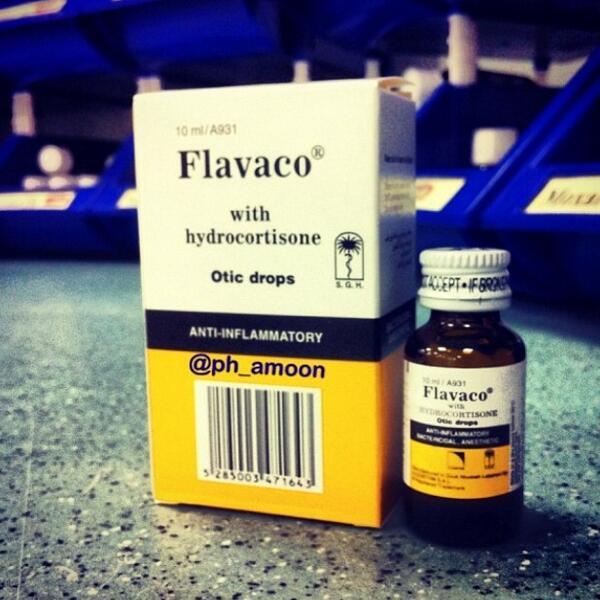 10 ml/A931
Flavaco®
with
hydrocortisone
Otic drops
S.G.H.
ANTI-INFLAMMATORY
@ph_amoon
5 285003 471643
ACCEPT • IF BROKEN
10 ml / A931
Flavaco®
with
HYDROCORTISONE
Otic drops
ANTI-INFLAMMATORY
BACTERICIDAL, ANESTHETIC